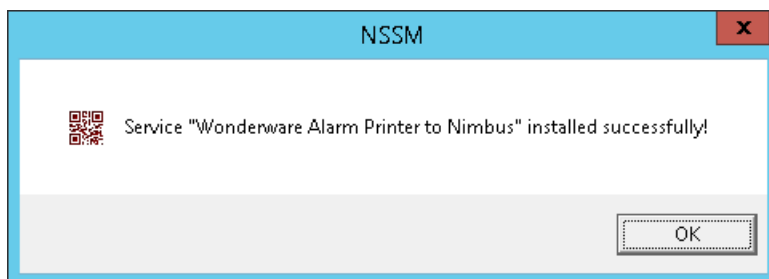 NSSM
x
Service "Wonderware Alarm Printer to Nimbus" installed successfully!
OK